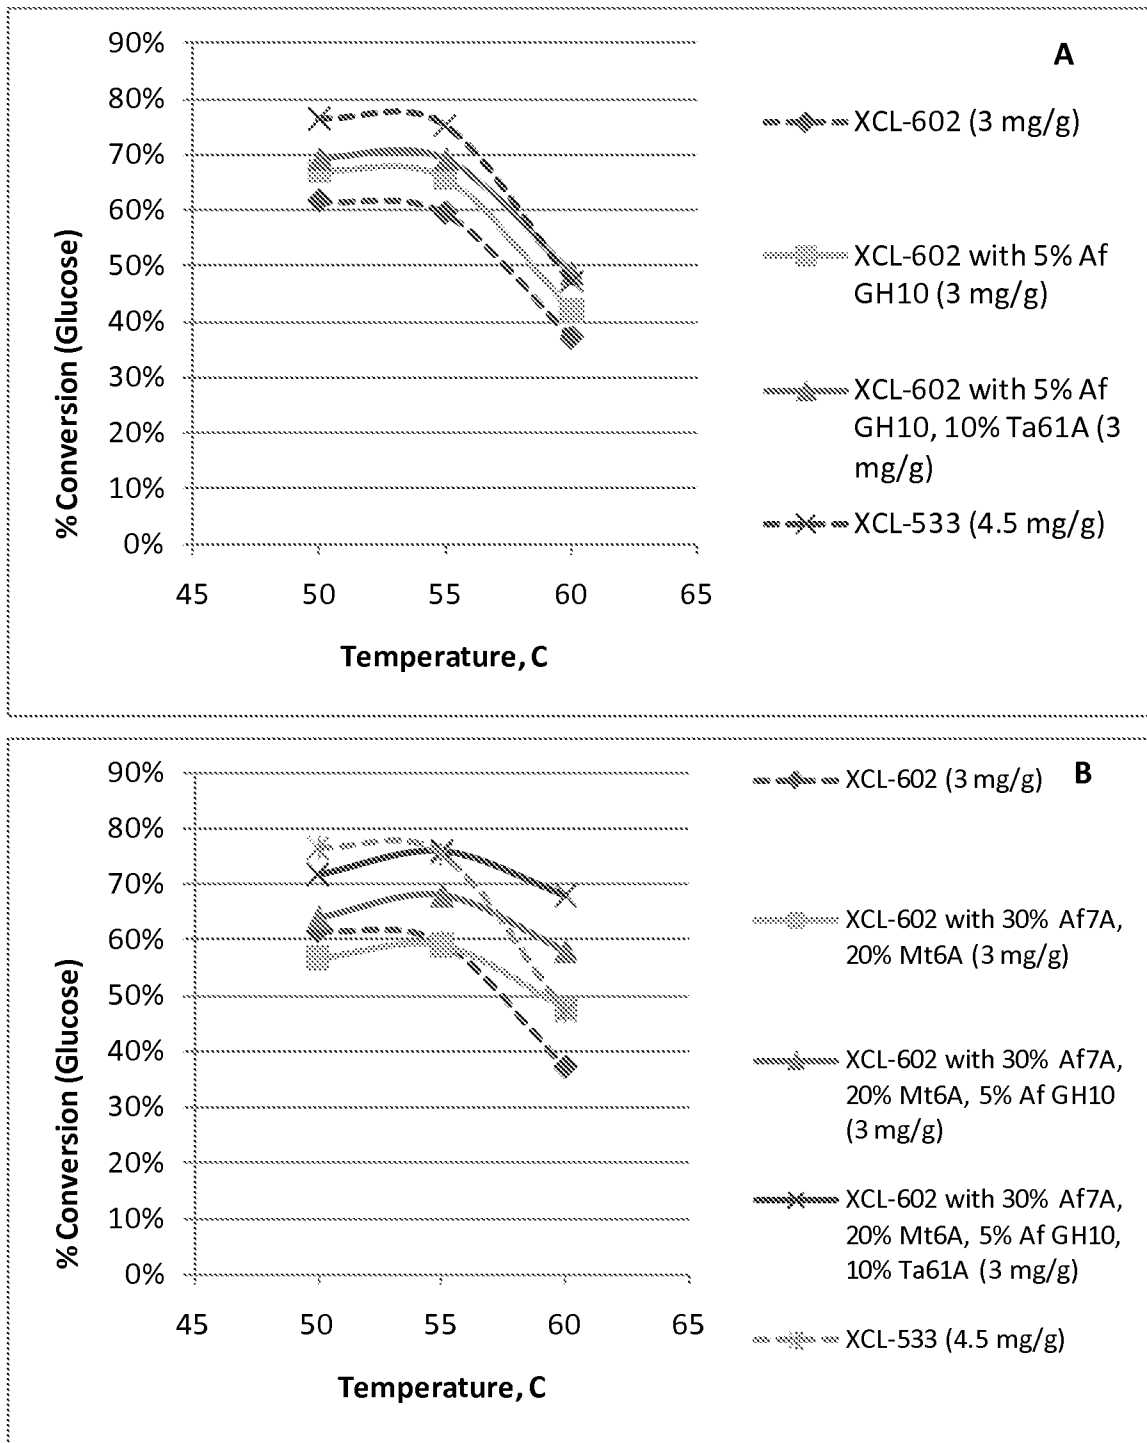 A
90%
80%
70%
60%
50%
40%
30%
20%
10%
0%
% Conversion (Glucose)
45 50 55 60 65
Temperature, C
XCL-602 (3 mg/g)
XCL-602 with 5% Af
GH10 (3 mg/g)
XCL-602 with 5% Af
GH10, 10% Ta61A (3
mg/g)
XCL-533 (4.5 mg/g)
B
90%
80%
70%
60%
50%
40%
30%
20%
10%
0%
% Conversion (Glucose)
45 50 55 60 65
Temperature, C
XCL-602 (3 mg/g)
XCL-602 with 30% Af7A,
20% Mt6A (3 mg/g)
XCL-602 with 30% Af7A,
20% Mt6A, 5% Af GH10
(3 mg/g)
XCL-602 with 30% Af7A,
20% Mt6A, 5% Af GH10,
10% Ta61A (3 mg/g)
XCL-533 (4.5 mg/g)